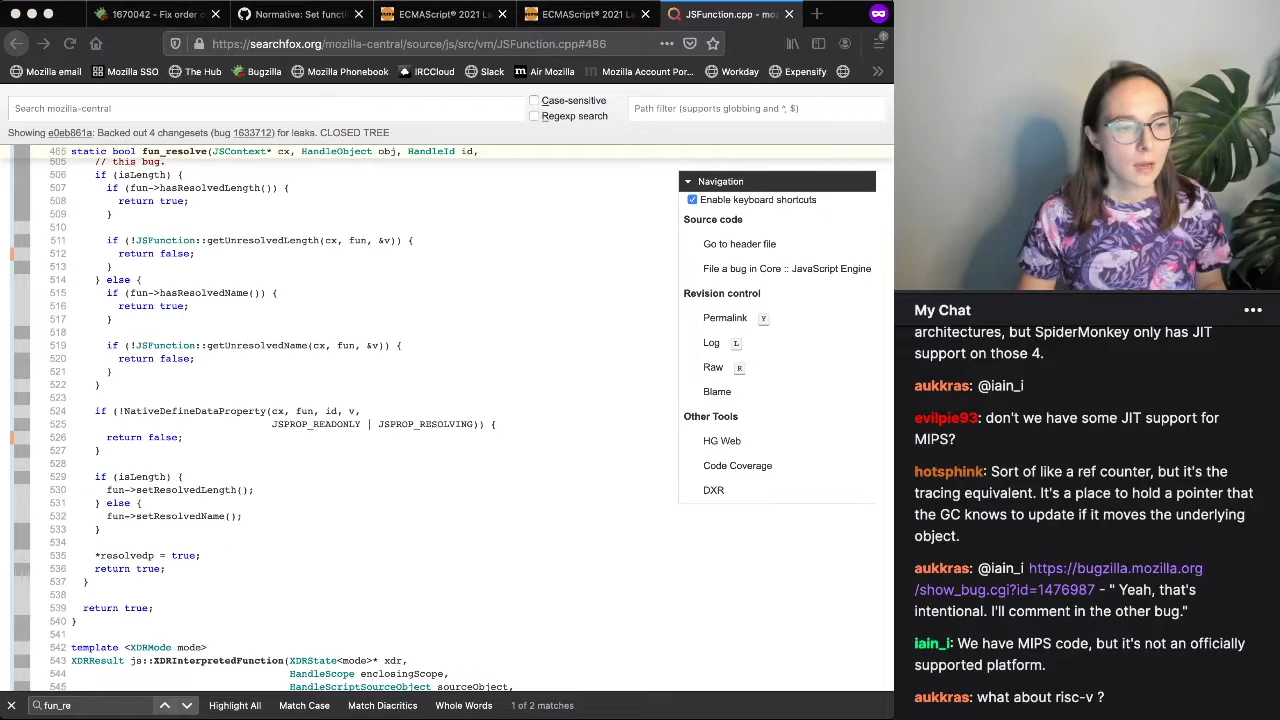 1670042 - Fix order o
Normative: Set functi
ECMAScript® 2021 La
ECMAScript® 2021 Le
JSFunction.cpp - moz
https://searchfox.org/mozilla-central/source/js/src/vm/JSFunction.cpp#486
Mozilla email
Mozilla SSO
The Hub
Bugzilla
Mozilla Phonebook
IRCCloud
Slack
Air Mozilla
Mozilla Account Por...
Workday
Expensify
Search mozilla-central
Case-sensitive
Regexp search
Path filter (supports globbing and ^, $)
Showing e0eb861a: Backed out 4 changesets (bug 1633712) for leaks. CLOSED TREE
465 static bool fun_resolve(JSContext* cx, HandleObject obj, HandleId id,
505 // this bug.
506 if (isLength) {
507 if (fun->hasResolvedLength()) {
508 return true;
509 }
510
511 if (!JSFunction::getUnresolvedLength(cx, fun, &v)) {
512 return false;
513 }
514 } else {
515 if (fun->hasResolvedName()) {
516 return true;
517 }
518
519 if (!JSFunction::getUnresolvedName(cx, fun, &v)) {
520 return false;
521 }
522 }
523
524 if (!NativeDefineDataProperty(cx, fun, id, v,
525 JSPROP_READONLY | JSPROP_RESOLVING)) {
526 return false;
527 }
528
529 if (isLength) {
530 fun->setResolvedLength();
531 } else {
532 fun->setResolvedName();
533 }
534
535 *resolvedp = true;
536 return true;
537 }
538
539 return true;
540 }
541
542 template <XDRMode mode>
543 XDRResult js::XDRInterpretedFunction(XDRState<mode>* xdr,
544 HandleScope enclosingScope,
545 HandleScriptSourceObject sourceObject,
Navigation
Enable keyboard shortcuts
Source code
Go to header file
File a bug in Core :: JavaScript Engine
Revision control
Permalink Y
Log L
Raw R
Blame
Other Tools
HG Web
Code Coverage
DXR
fun_re
Highlight All
Match Case
Match Diacritics
Whole Words
1 of 2 matches
My Chat
architectures, but SpiderMonkey only has JIT
support on those 4.
aukkras: @iain_i
evilpie93: don't we have some JIT support for
MIPS?
hotsphink: Sort of like a ref counter, but it's the
tracing equivalent. It's a place to hold a pointer that
the GC knows to update if it moves the underlying
object.
aukkras: @iain_i https://bugzilla.mozilla.org
/show_bug.cgi?id=1476987 - " Yeah, that's
intentional. I'll comment in the other bug."
iain_i: We have MIPS code, but it's not an officially
supported platform.
aukkras: what about risc-v ?